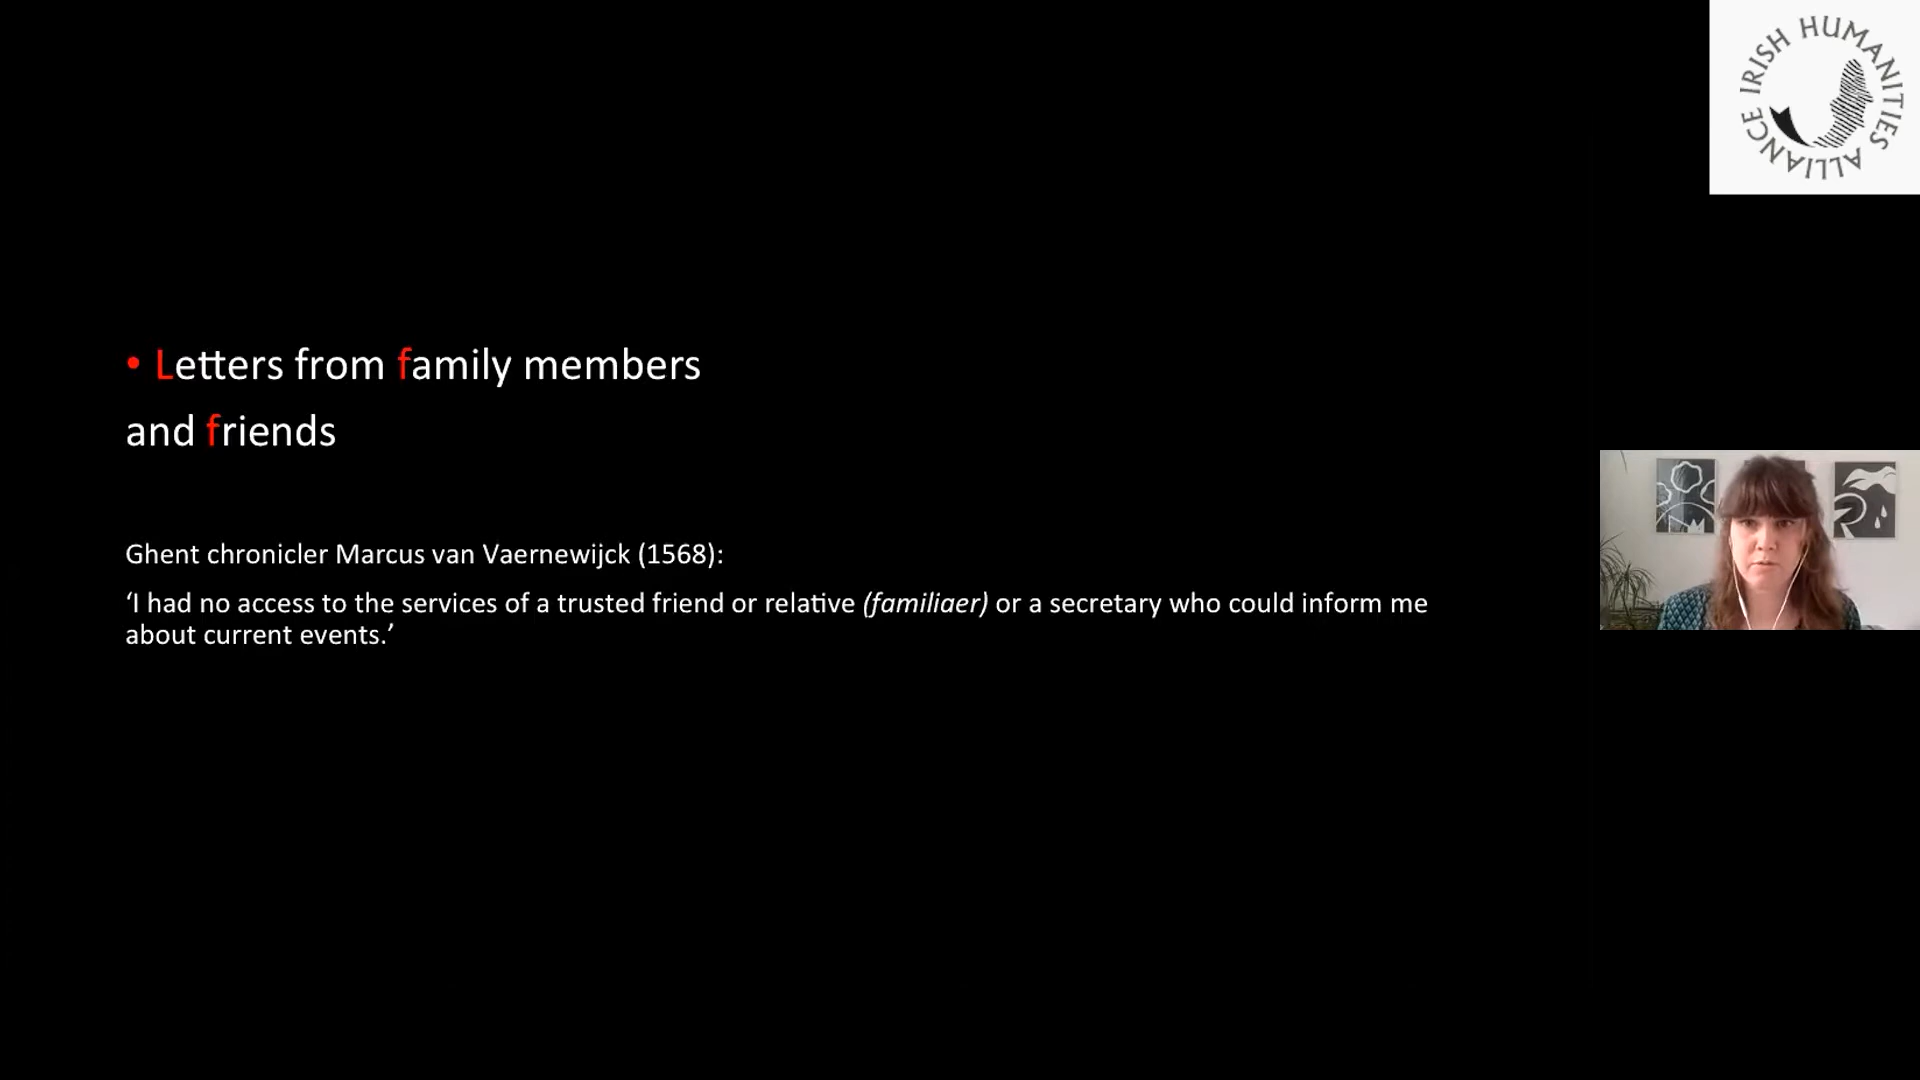 IRISH HUMANITIES ALLIANCE
• Letters from family members
and friends
Ghent chronicler Marcus van Vaernewijck (1568):
‘I had no access to the services of a trusted friend or relative (familiaer) or a secretary who could inform me
about current events.’